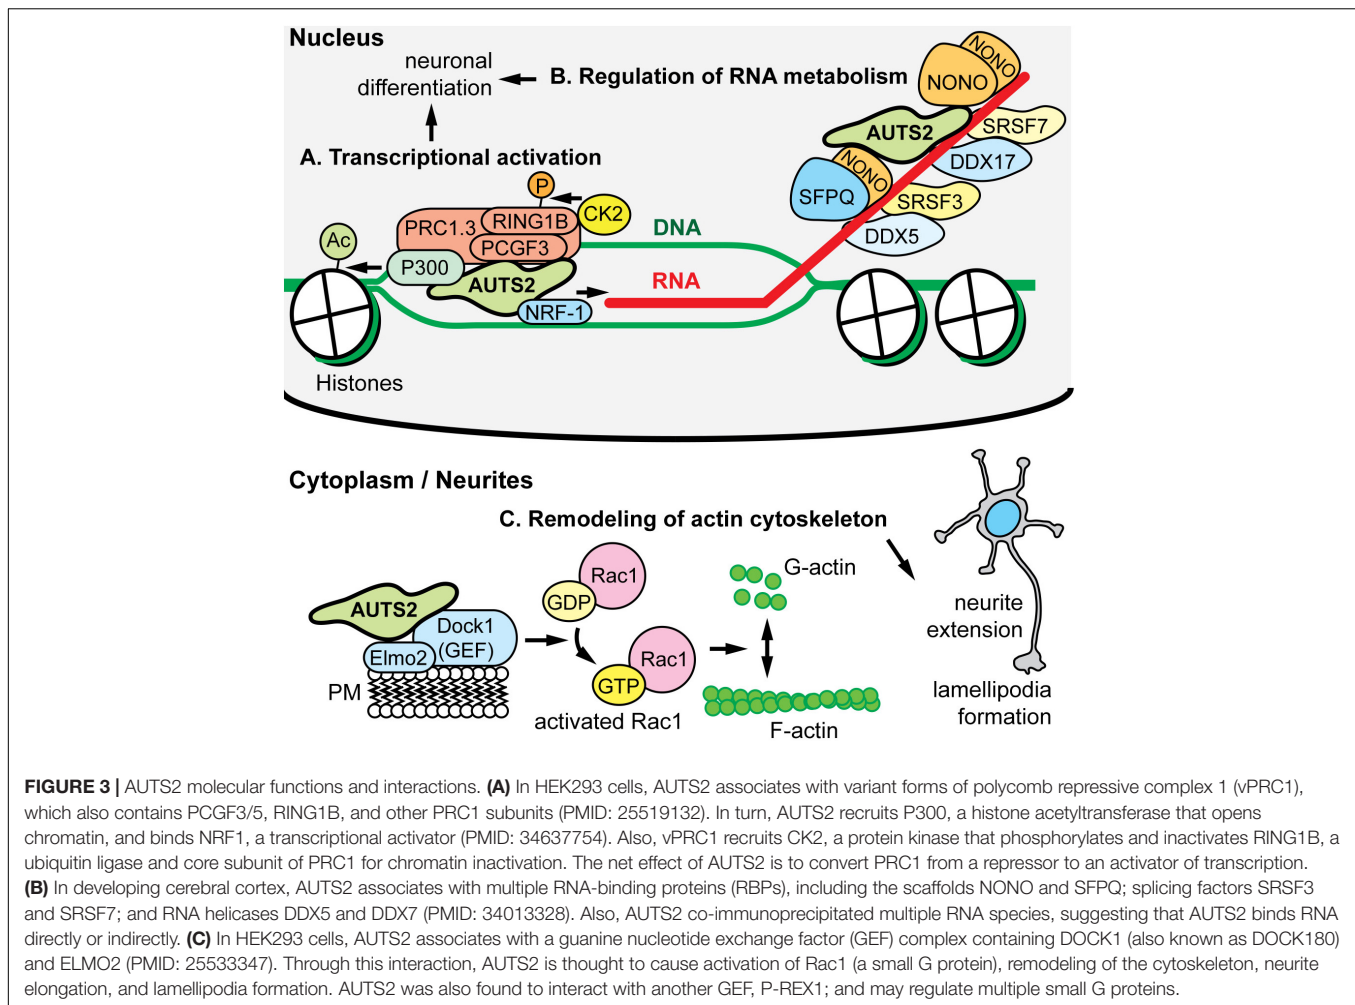 Nucleus
neuronal
differentiation
B. Regulation of RNA metabolism
NONO
NONO
AUTS2
SRSF7
DDX17
A. Transcriptional activation
NONO
SFPQ
SRSF3
DDX5
P
CK2
PRC1.3
RING1B
PCGF3
DNA
Ac
P300
AUTS2
RNA
NRF-1
Histones
Cytoplasm / Neurites
C. Remodeling of actin cytoskeleton
Rac1
GDP
G-actin
AUTS2
Dock1
(GEF)
Elmo2
Rac1
GTP
PM
activated Rac1
F-actin
neurite
extension
lamellipodia
formation
FIGURE 3 | AUTS2 molecular functions and interactions. (A) In HEK293 cells, AUTS2 associates with variant forms of polycomb repressive complex 1 (vPRC1),
which also contains PCGF3/5, RING1B, and other PRC1 subunits (PMID: 25519132). In turn, AUTS2 recruits P300, a histone acetyltransferase that opens
chromatin, and binds NRF1, a transcriptional activator (PMID: 34637754). Also, vPRC1 recruits CK2, a protein kinase that phosphorylates and inactivates RING1B, a
ubiquitin ligase and core subunit of PRC1 for chromatin inactivation. The net effect of AUTS2 is to convert PRC1 from a repressor to an activator of transcription.
(B) In developing cerebral cortex, AUTS2 associates with multiple RNA-binding proteins (RBPs), including the scaffolds NONO and SFPQ; splicing factors SRSF3
and SRSF7; and RNA helicases DDX5 and DDX7 (PMID: 34013328). Also, AUTS2 co-immunoprecipitated multiple RNA species, suggesting that AUTS2 binds RNA
directly or indirectly. (C) In HEK293 cells, AUTS2 associates with a guanine nucleotide exchange factor (GEF) complex containing DOCK1 (also known as DOCK180)
and ELMO2 (PMID: 25533347). Through this interaction, AUTS2 is thought to cause activation of Rac1 (a small G protein), remodeling of the cytoskeleton, neurite
elongation, and lamellipodia formation. AUTS2 was also found to interact with another GEF, P-REX1; and may regulate multiple small G proteins.